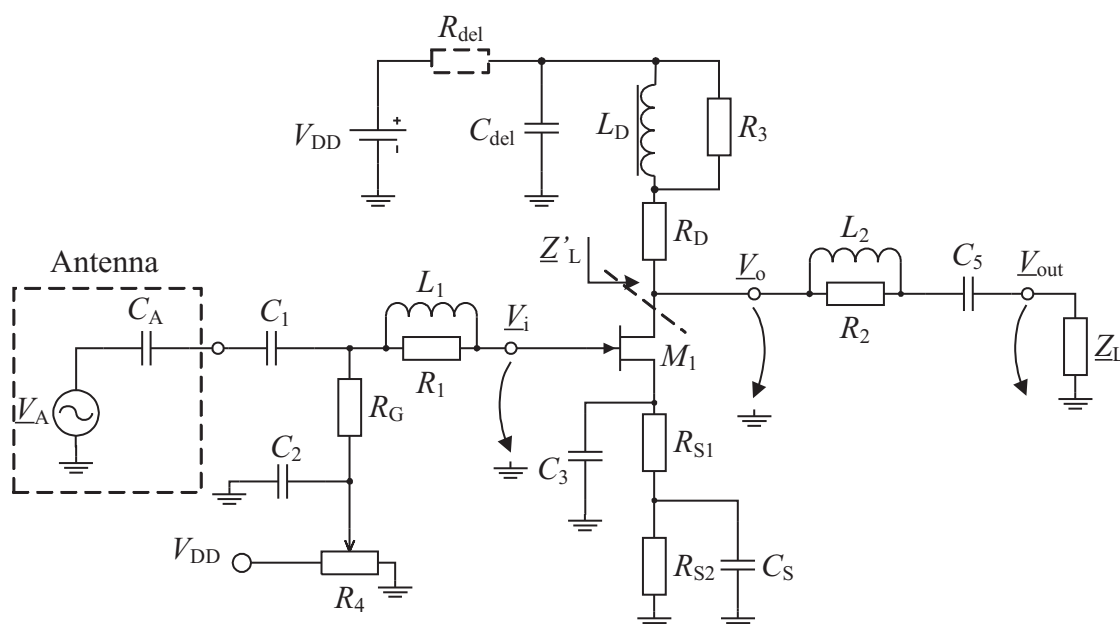 R_del
V_DD
+
-
C_del
L_D
R_3
R_D
Z'_L
Antenna
C_A
C_1
L_1
R_1
V_i
M_1
V_o
L_2
R_2
C_5
V_out
Z_L
V_A
R_G
C_2
C_3
R_S1
R_S2
C_S
V_DD
R_4